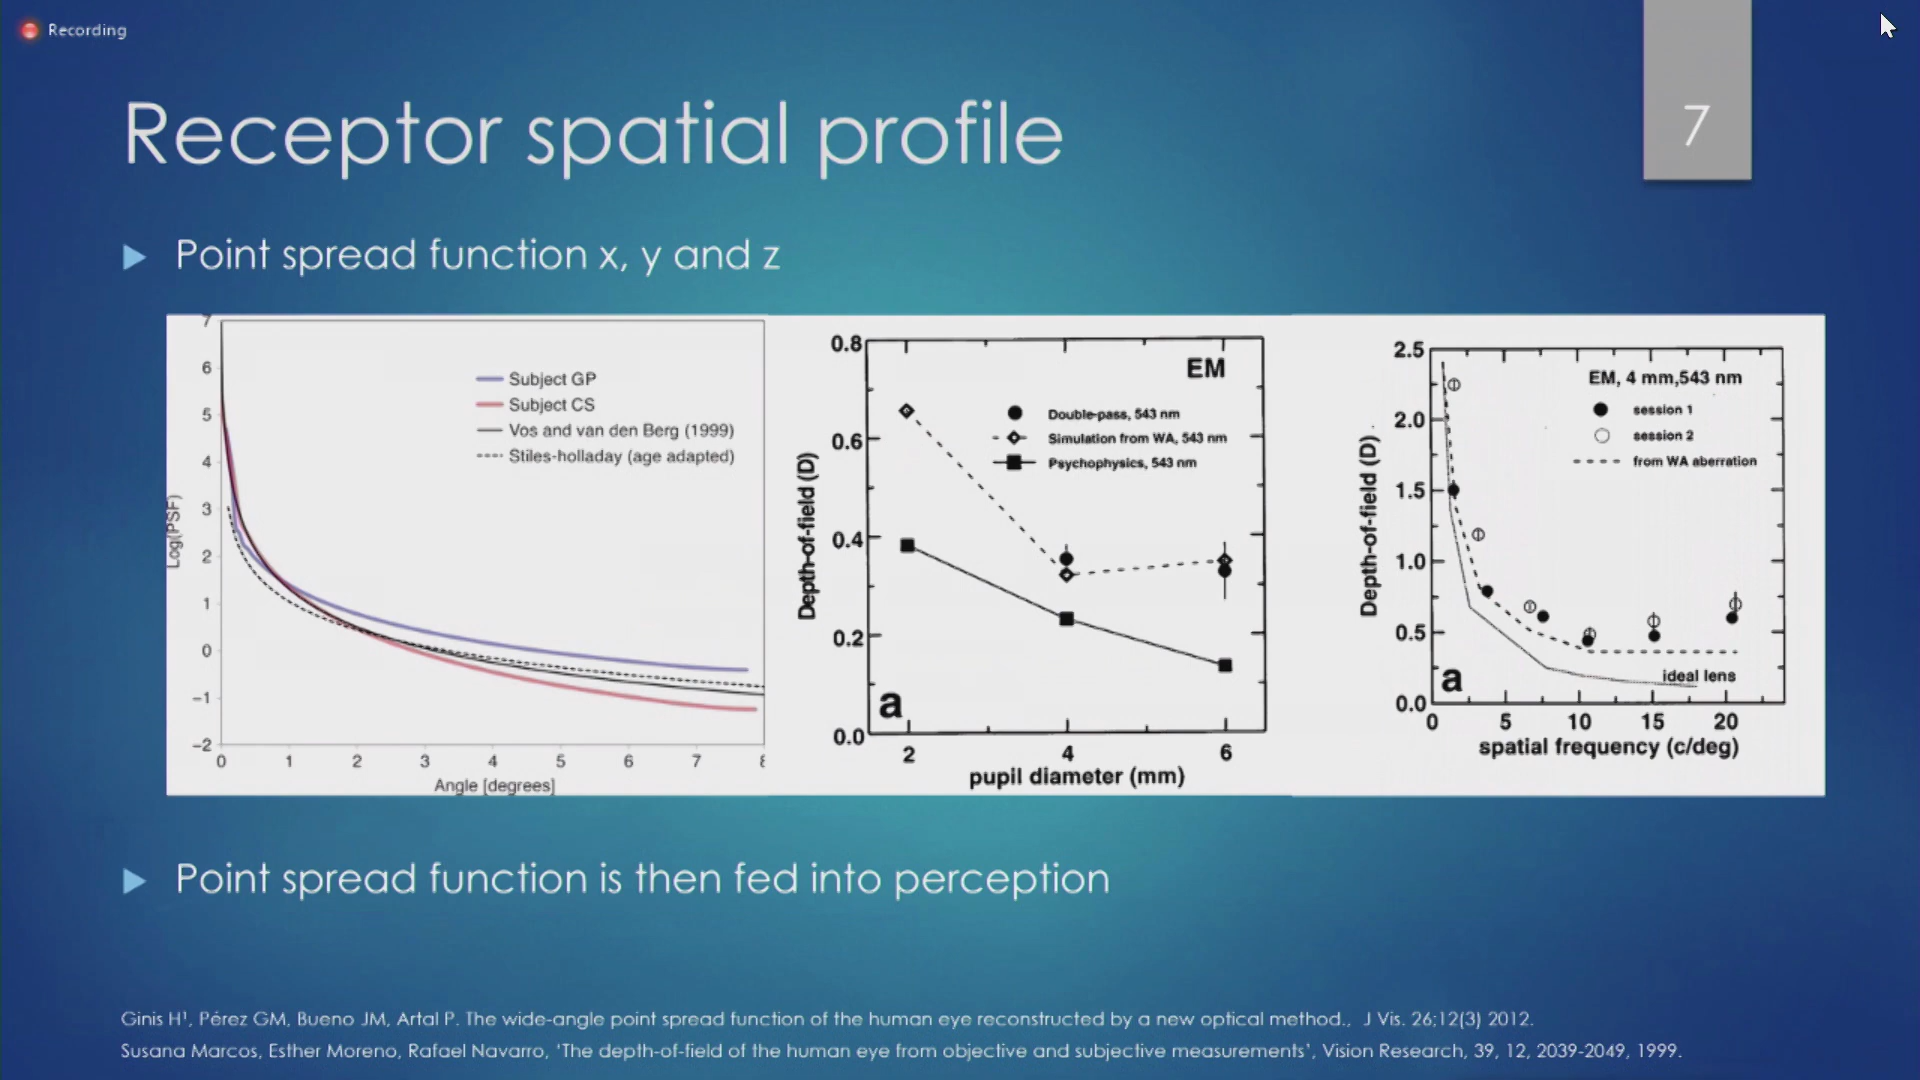 Recording
Receptor spatial profile
7
Point spread function x, y and z
7
6
5
4
3
2
1
0
−1
−2
Log(PSF)
Subject GP
Subject CS
Vos and van den Berg (1999)
Stiles-holladay (age adapted)
0 1 2 3 4 5 6 7 8
Angle [degrees]
0.8
0.6
0.4
0.2
0.0
Depth-of-field (D)
EM
Double-pass, 543 nm
Simulation from WA, 543 nm
Psychophysics, 543 nm
a
2 4 6
pupil diameter (mm)
2.5
2.0
1.5
1.0
0.5
0.0
Depth-of-field (D)
EM, 4 mm,543 nm
session 1
session 2
from WA aberration
ideal lens
a
0 5 10 15 20
spatial frequency (c/deg)
Point spread function is then fed into perception
Ginis H¹, Pérez GM, Bueno JM, Artal P. The wide-angle point spread function of the human eye reconstructed by a new optical method., J Vis. 26;12(3) 2012.
Susana Marcos, Esther Moreno, Rafael Navarro, ‘The depth-of-field of the human eye from objective and subjective measurements’, Vision Research, 39, 12, 2039-2049, 1999.